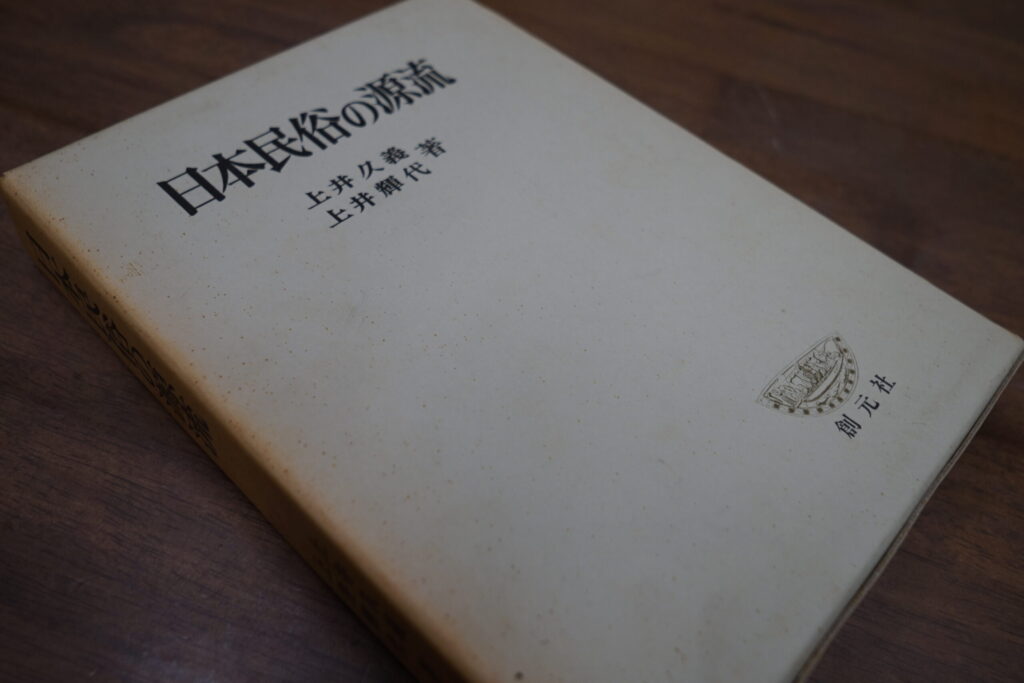 日本民俗の源流
上井久義 著
上井輝代
創元社